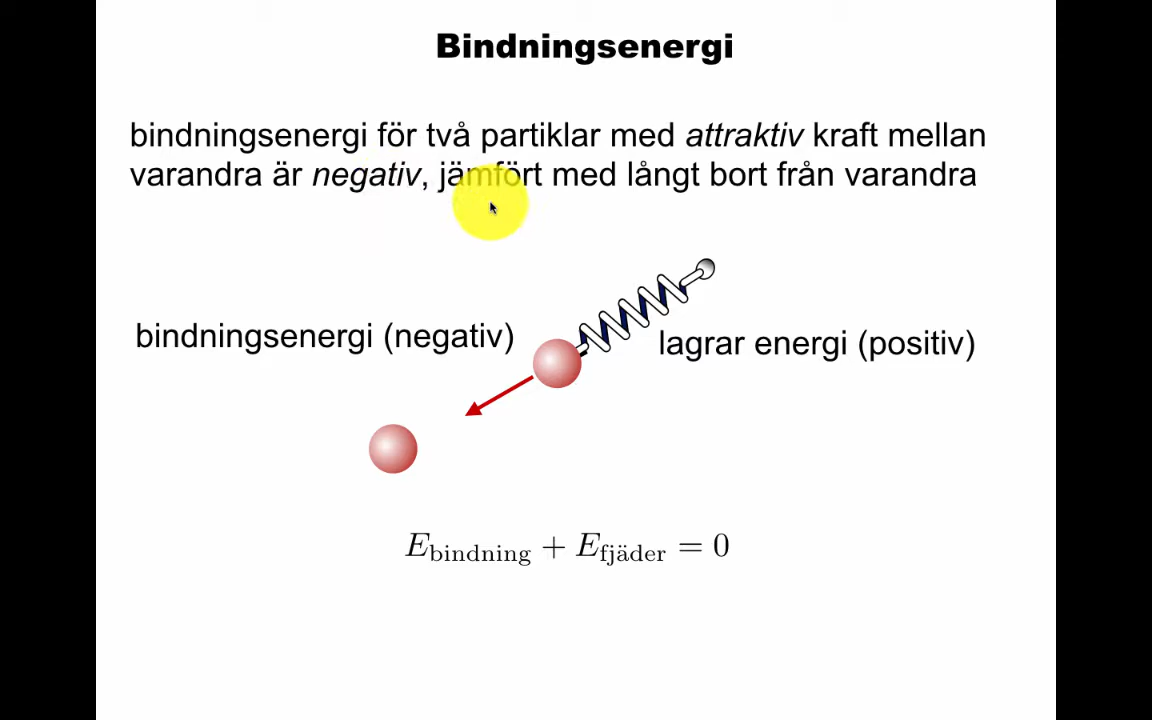 Bindningsenergi
bindningsenergi för två partiklar med attraktiv kraft mellan
varandra är negativ, jämfört med långt bort från varandra
bindningsenergi (negativ)
lagrar energi (positiv)
E_bindning + E_fjäder = 0